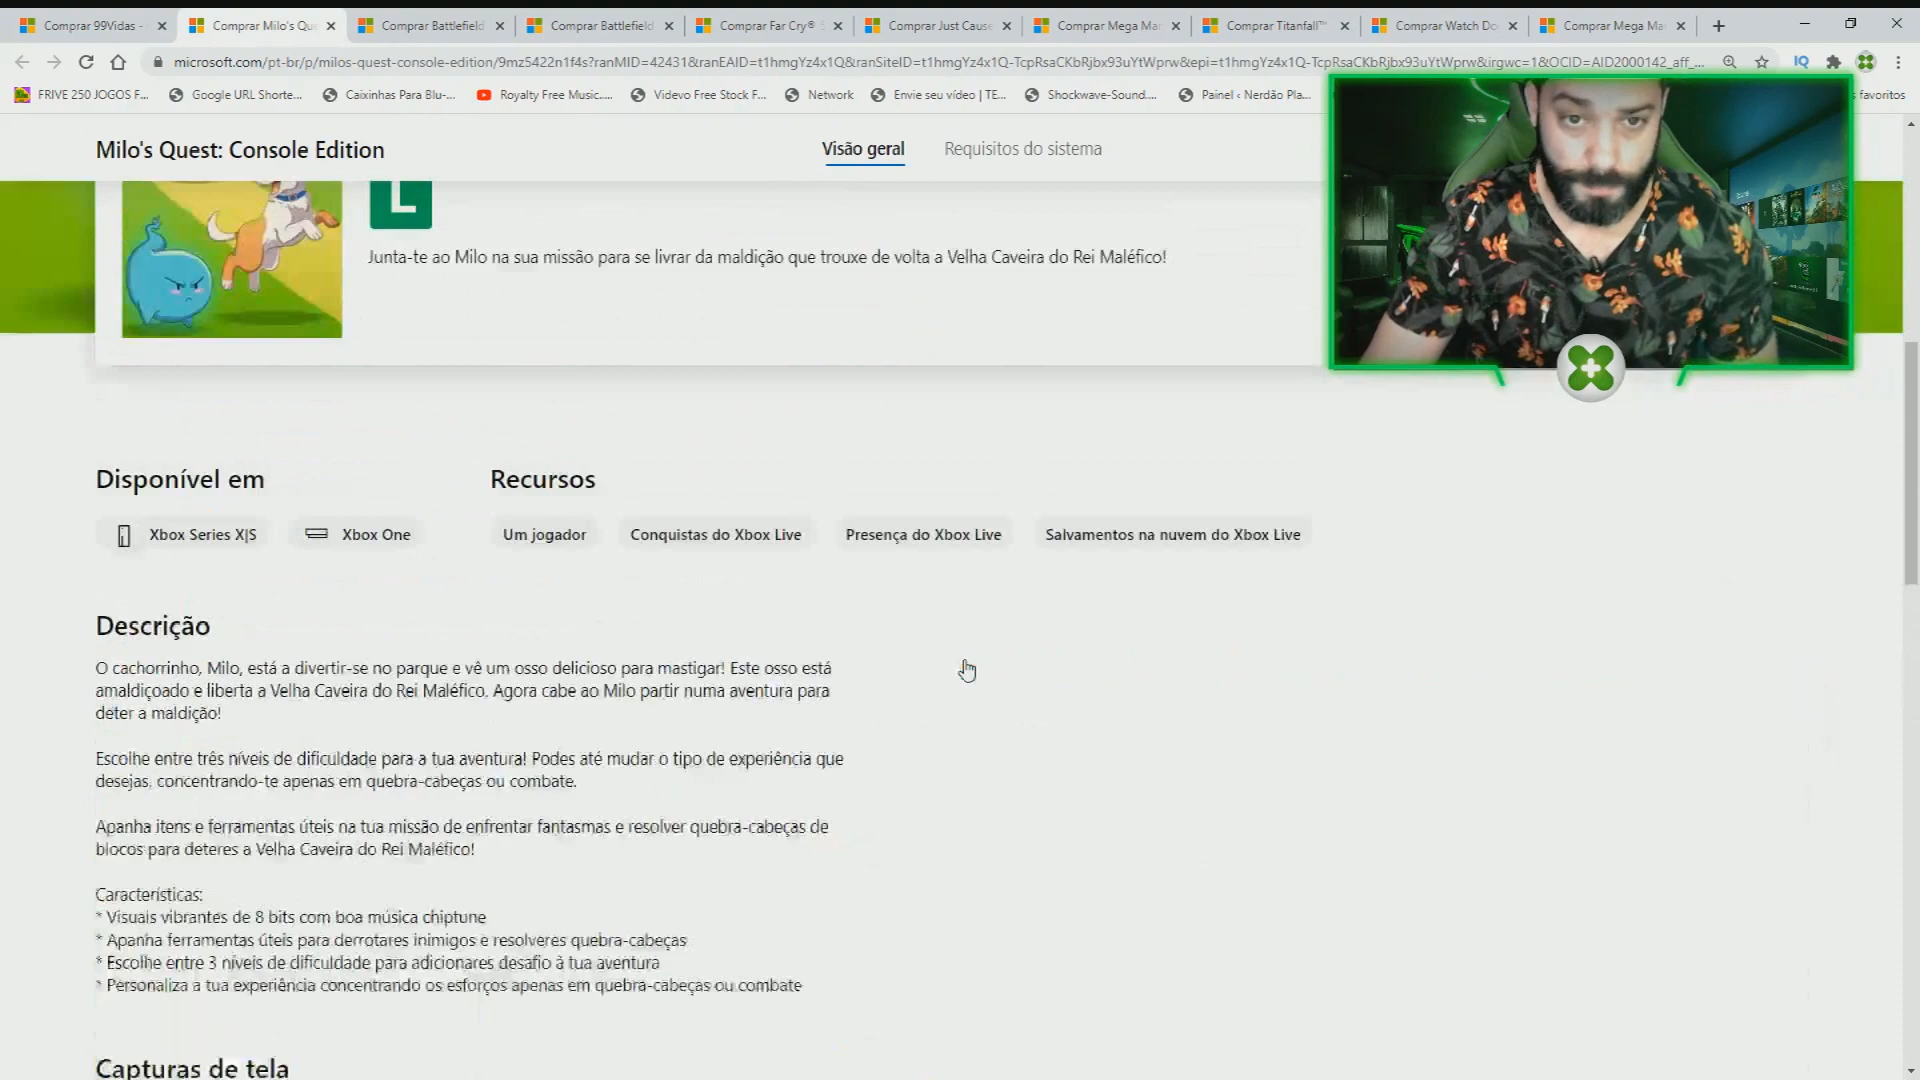 Comprar 99Vidas -
Comprar Milo's Que
Comprar Battlefield
Comprar Battlefield
Comprar Far Cry®
Comprar Just Cause
Comprar Mega Man
Comprar Titanfall™
Comprar Watch Do
Comprar Mega Ma
microsoft.com/pt-br/p/milos-quest-console-edition/9mz5422n1f4s?ranMID=42431&ranEAID=t1hmgYz4x1Q&ranSiteID=t1hmgYz4x1Q-TcpRsaCKbRjbx93uYtWprw&epi=t1hmgYz4x1Q-TcpRsaCKbRjbx93uYtWprw&irgwc=1&OCID=AID2000142_aff_...
IQ
FRIVE 250 JOGOS F...
Google URL Shorte...
Caixinhas Para Blu-...
Royalty Free Music....
Videvo Free Stock F...
Network
Envie seu vídeo | TE...
Shockwave-Sound....
Painel ‹ Nerdão Pla...
favoritos
Milo's Quest: Console Edition
Visão geral
Requisitos do sistema
L
Junta-te ao Milo na sua missão para se livrar da maldição que trouxe de volta a Velha Caveira do Rei Maléfico!
Disponível em
Recursos
Xbox Series X|S
Xbox One
Um jogador
Conquistas do Xbox Live
Presença do Xbox Live
Salvamentos na nuvem do Xbox Live
Descrição
O cachorrinho, Milo, está a divertir-se no parque e vê um osso delicioso para mastigar! Este osso está
amaldiçoado e liberta a Velha Caveira do Rei Maléfico. Agora cabe ao Milo partir numa aventura para
deter a maldição!
Escolhe entre três níveis de dificuldade para a tua aventura! Podes até mudar o tipo de experiência que
desejas, concentrando-te apenas em quebra-cabeças ou combate.
Apanha itens e ferramentas úteis na tua missão de enfrentar fantasmas e resolver quebra-cabeças de
blocos para deteres a Velha Caveira do Rei Maléfico!
Características:
* Visuais vibrantes de 8 bits com boa música chiptune
* Apanha ferramentas úteis para derrotares inimigos e resolveres quebra-cabeças
* Escolhe entre 3 níveis de dificuldade para adicionares desafio à tua aventura
* Personaliza a tua experiência concentrando os esforços apenas em quebra-cabeças ou combate
Capturas de tela